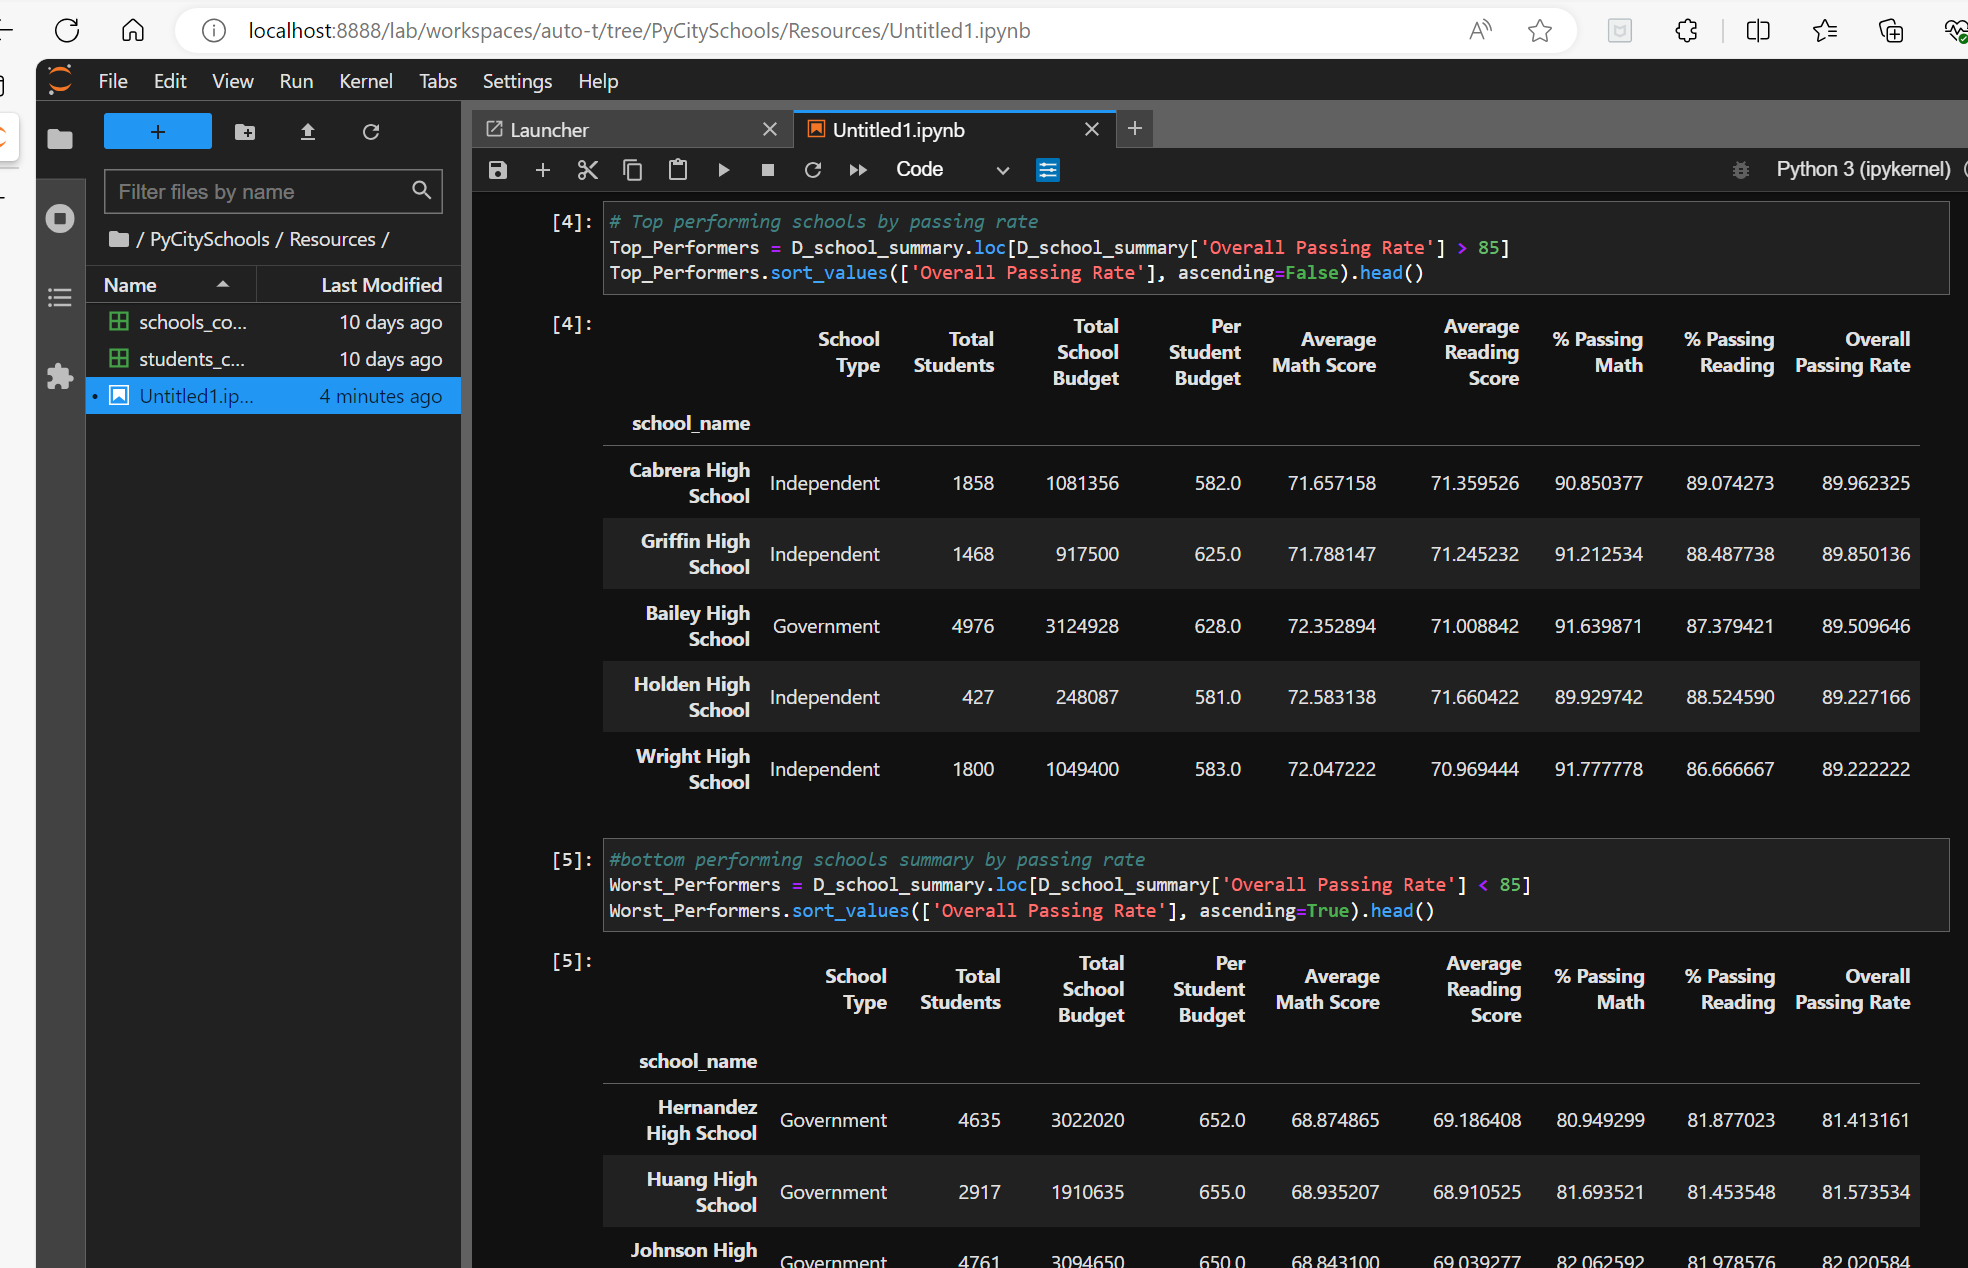 localhost:8888/lab/workspaces/auto-t/tree/PyCitySchools/Resources/Untitled1.ipynb
File Edit View Run Kernel Tabs Settings Help
Launcher
Untitled1.ipynb
Code
Python 3 (ipykernel)
Filter files by name
/ PyCitySchools / Resources /
Name Last Modified
schools_co... 10 days ago
students_c... 10 days ago
Untitled1.ip... 4 minutes ago
[4]: # Top performing schools by passing rate
Top_Performers = D_school_summary.loc[D_school_summary['Overall Passing Rate'] > 85]
Top_Performers.sort_values(['Overall Passing Rate'], ascending=False).head()
[4]:
School Type Total Students Total School Budget Per Student Budget Average Math Score Average Reading Score % Passing Math % Passing Reading Overall Passing Rate
school_name
Cabrera High School Independent 1858 1081356 582.0 71.657158 71.359526 90.850377 89.074273 89.962325
Griffin High School Independent 1468 917500 625.0 71.788147 71.245232 91.212534 88.487738 89.850136
Bailey High School Government 4976 3124928 628.0 72.352894 71.008842 91.639871 87.379421 89.509646
Holden High School Independent 427 248087 581.0 72.583138 71.660422 89.929742 88.524590 89.227166
Wright High School Independent 1800 1049400 583.0 72.047222 70.969444 91.777778 86.666667 89.222222
[5]: #bottom performing schools summary by passing rate
Worst_Performers = D_school_summary.loc[D_school_summary['Overall Passing Rate'] < 85]
Worst_Performers.sort_values(['Overall Passing Rate'], ascending=True).head()
[5]:
School Type Total Students Total School Budget Per Student Budget Average Math Score Average Reading Score % Passing Math % Passing Reading Overall Passing Rate
school_name
Hernandez High School Government 4635 3022020 652.0 68.874865 69.186408 80.949299 81.877023 81.413161
Huang High School Government 2917 1910635 655.0 68.935207 68.910525 81.693521 81.453548 81.573534
Johnson High Government 4761 3094650 650.0 68.843100 69.039277 82.062592 81.978576 82.020584